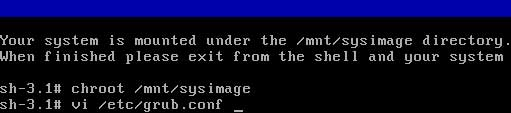 Your system is mounted under the /mnt/sysimage directory.
When finished please exit from the shell and your system
sh-3.1# chroot /mnt/sysimage
sh-3.1# vi /etc/grub.conf _